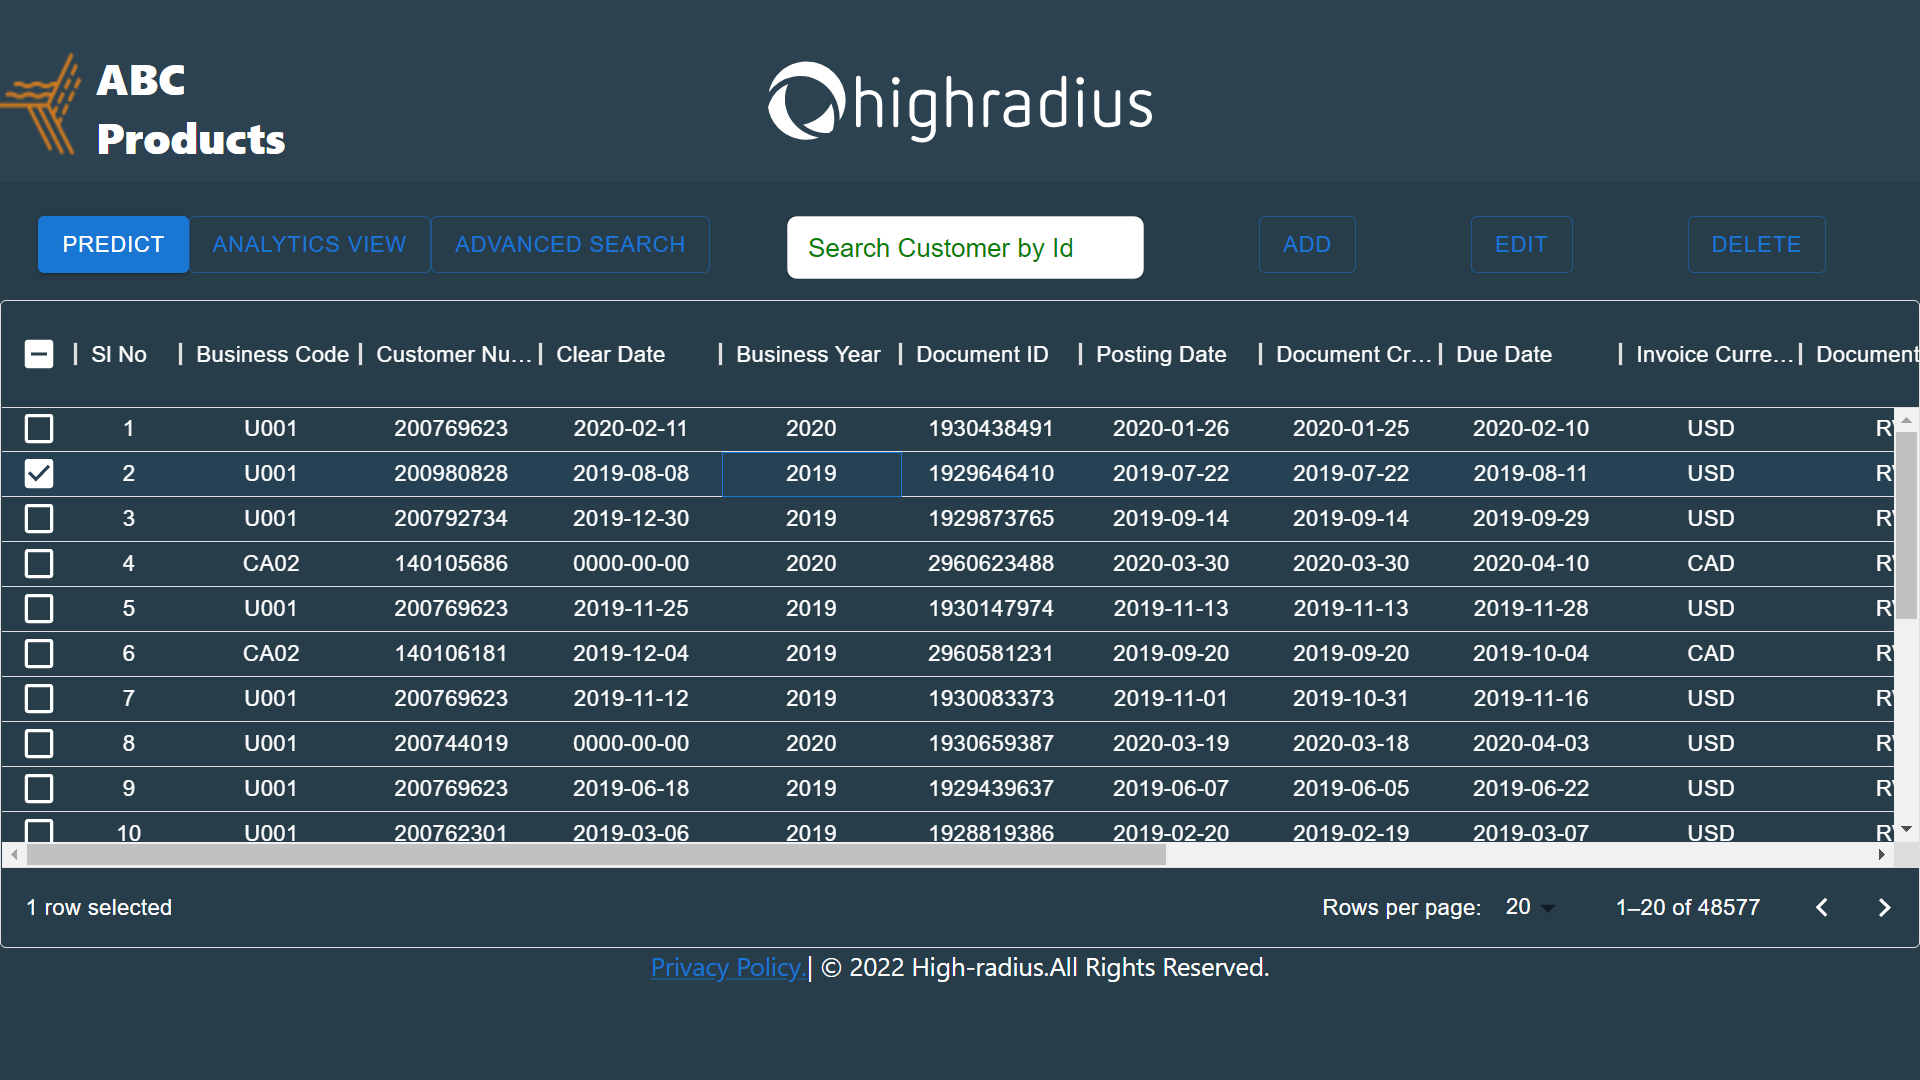 ABC
Products
highradius
PREDICT ANALYTICS VIEW ADVANCED SEARCH Search Customer by Id ADD EDIT DELETE
Sl No Business Code Customer Nu... Clear Date Business Year Document ID Posting Date Document Cr... Due Date Invoice Curre... Document
1 U001 200769623 2020-02-11 2020 1930438491 2020-01-26 2020-01-25 2020-02-10 USD
2 U001 200980828 2019-08-08 2019 1929646410 2019-07-22 2019-07-22 2019-08-11 USD
3 U001 200792734 2019-12-30 2019 1929873765 2019-09-14 2019-09-14 2019-09-29 USD
4 CA02 140105686 0000-00-00 2020 2960623488 2020-03-30 2020-03-30 2020-04-10 CAD
5 U001 200769623 2019-11-25 2019 1930147974 2019-11-13 2019-11-13 2019-11-28 USD
6 CA02 140106181 2019-12-04 2019 2960581231 2019-09-20 2019-09-20 2019-10-04 CAD
7 U001 200769623 2019-11-12 2019 1930083373 2019-11-01 2019-10-31 2019-11-16 USD
8 U001 200744019 0000-00-00 2020 1930659387 2020-03-19 2020-03-18 2020-04-03 USD
9 U001 200769623 2019-06-18 2019 1929439637 2019-06-07 2019-06-05 2019-06-22 USD
10 U001 200762301 2019-03-06 2019 1928819386 2019-02-20 2019-02-19 2019-03-07 USD
1 row selected Rows per page: 20 1–20 of 48577
Privacy Policy.| © 2022 High-radius.All Rights Reserved.